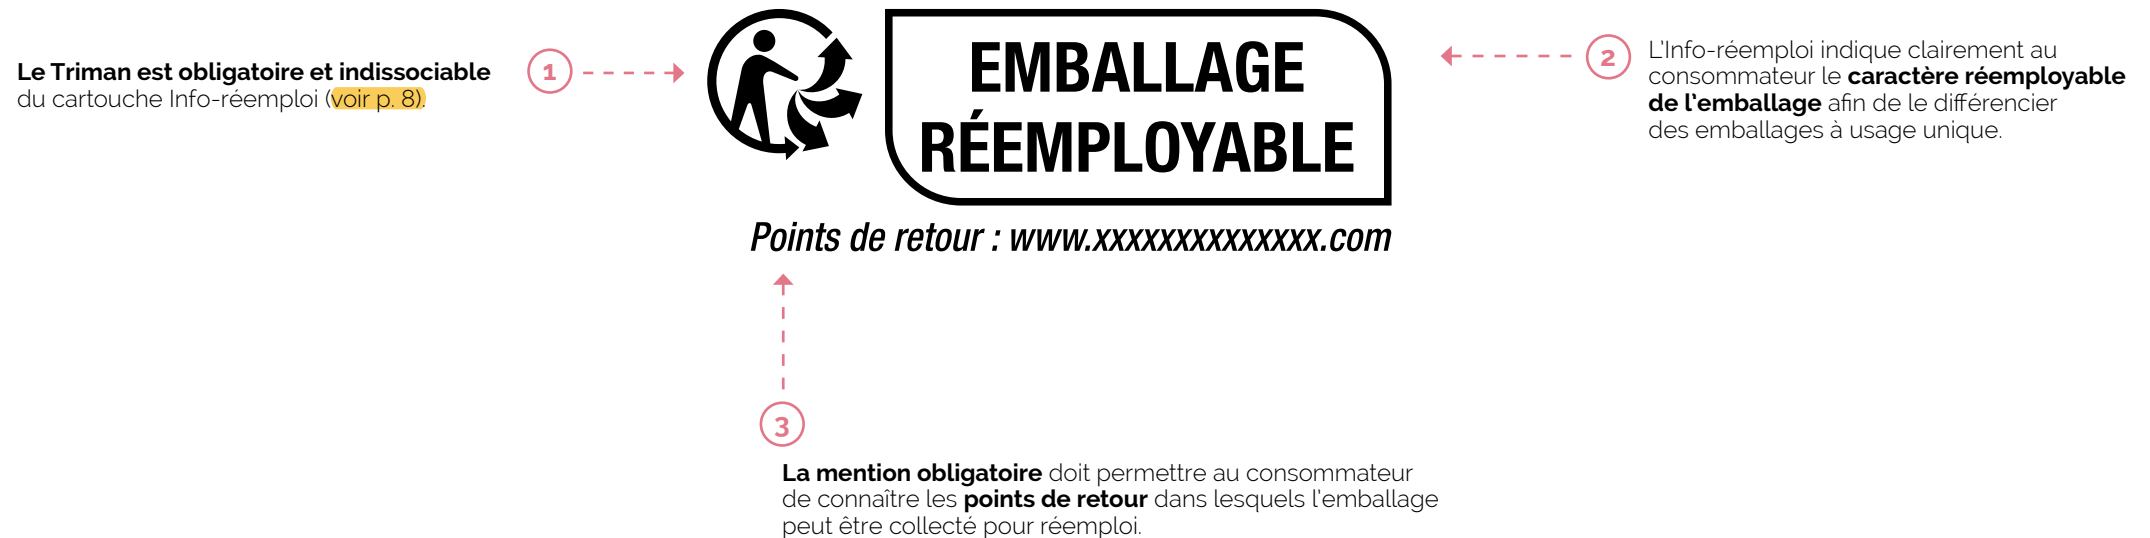 Le Triman est obligatoire et indissociable
du cartouche Info-réemploi (voir p. 8).
1
EMBALLAGE
RÉEMPLOYABLE
Points de retour : www.xxxxxxxxxxxxxx.com
2
L'Info-réemploi indique clairement au
consommateur le caractère réemployable
de l'emballage afin de le différencier
des emballages à usage unique.
3
La mention obligatoire doit permettre au consommateur
de connaître les points de retour dans lesquels l'emballage
peut être collecté pour réemploi.